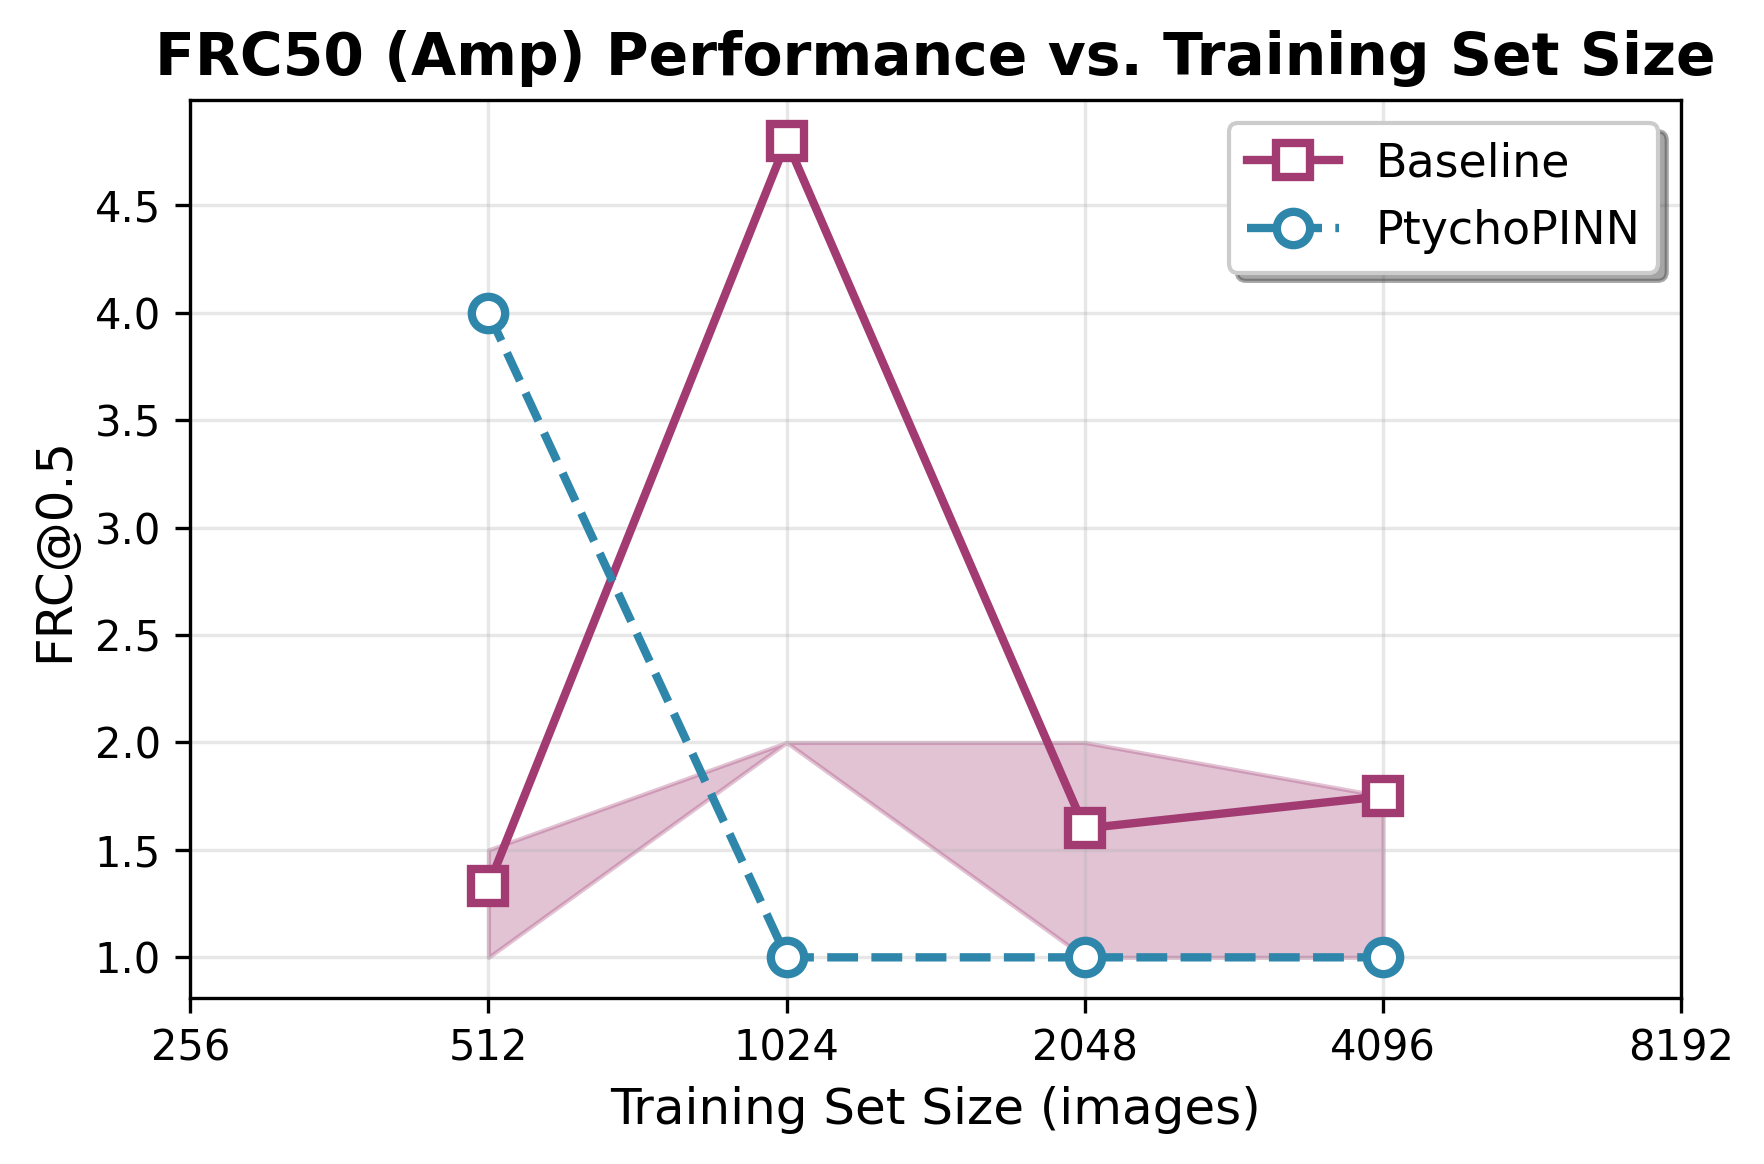 FRC50 (Amp) Performance vs. Training Set Size
Baseline
PtychoPINN
FRC@0.5
4.5
4.0
3.5
3.0
2.5
2.0
1.5
1.0
256
512
1024
2048
4096
8192
Training Set Size (images)